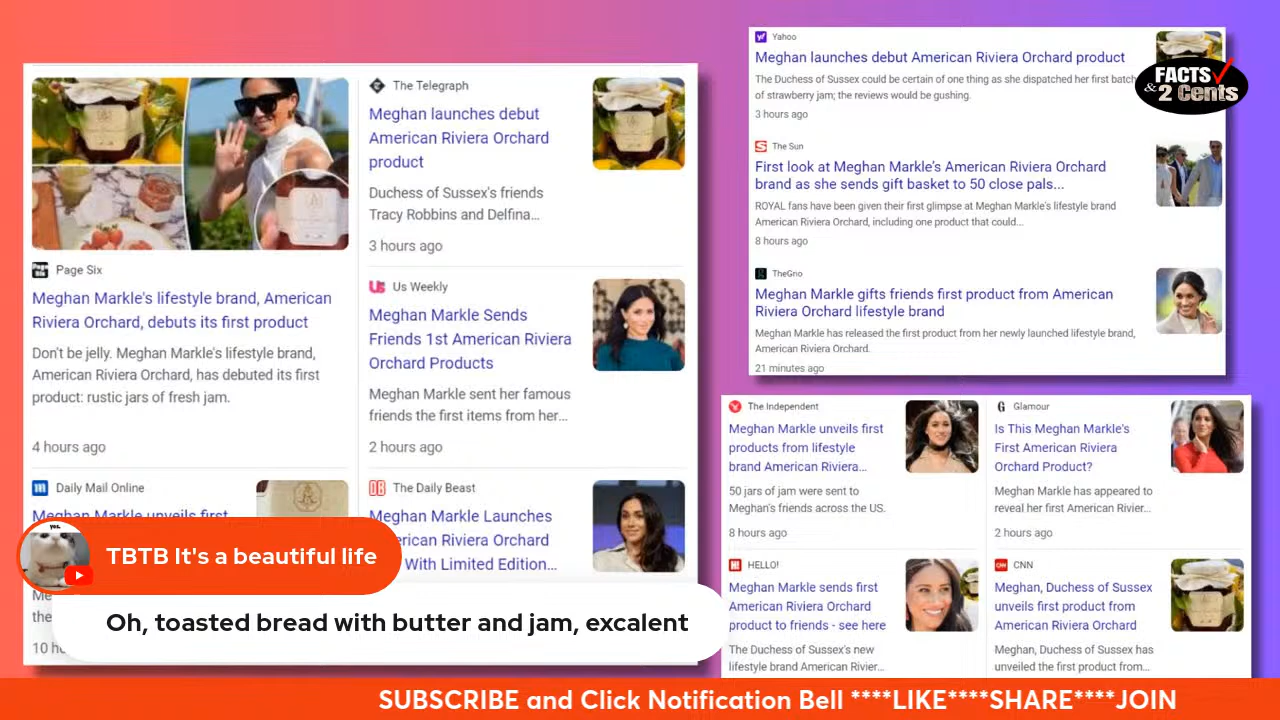 Page Six
Meghan Markle's lifestyle brand, American
Riviera Orchard, debuts its first product
Don't be jelly. Meghan Markle's lifestyle brand,
American Riviera Orchard, has debuted its first
product: rustic jars of fresh jam.
4 hours ago
Daily Mail Online
Meghan Markle unveils first
Me
the
10 ho
The Telegraph
Meghan launches debut
American Riviera Orchard
product
Duchess of Sussex's friends
Tracy Robbins and Delfina...
3 hours ago
Us Weekly
Meghan Markle Sends
Friends 1st American Riviera
Orchard Products
Meghan Markle sent her famous
friends the first items from her...
2 hours ago
The Daily Beast
Meghan Markle Launches
rican Riviera Orchard
With Limited Edition...
yes.
TBTB It's a beautiful life
Oh, toasted bread with butter and jam, excalent
Yahoo
Meghan launches debut American Riviera Orchard product
The Duchess of Sussex could be certain of one thing as she dispatched her first batch
of strawberry jam; the reviews would be gushing.
3 hours ago
The Sun
First look at Meghan Markle's American Riviera Orchard
brand as she sends gift basket to 50 close pals...
ROYAL fans have been given their first glimpse at Meghan Markle's lifestyle brand
American Riviera Orchard, including one product that could...
8 hours ago
TheGno
Meghan Markle gifts friends first product from American
Riviera Orchard lifestyle brand
Meghan Markle has released the first product from her newly launched lifestyle brand,
American Riviera Orchard.
21 minutes ago
FACTS
& 2 Cents
The Independent
Meghan Markle unveils first
products from lifestyle
brand American Riviera...
50 jars of jam were sent to
Meghan's friends across the US.
8 hours ago
Glamour
Is This Meghan Markle's
First American Riviera
Orchard Product?
Meghan Markle has appeared to
reveal her first American Rivier...
2 hours ago
HELLO!
Meghan Markle sends first
American Riviera Orchard
product to friends - see here
The Duchess of Sussex's new
lifestyle brand American Rivier...
CNN
Meghan, Duchess of Sussex
unveils first product from
American Riviera Orchard
Meghan, Duchess of Sussex has
unveiled the first product from...
SUBSCRIBE and Click Notification Bell ****LIKE****SHARE****JOIN